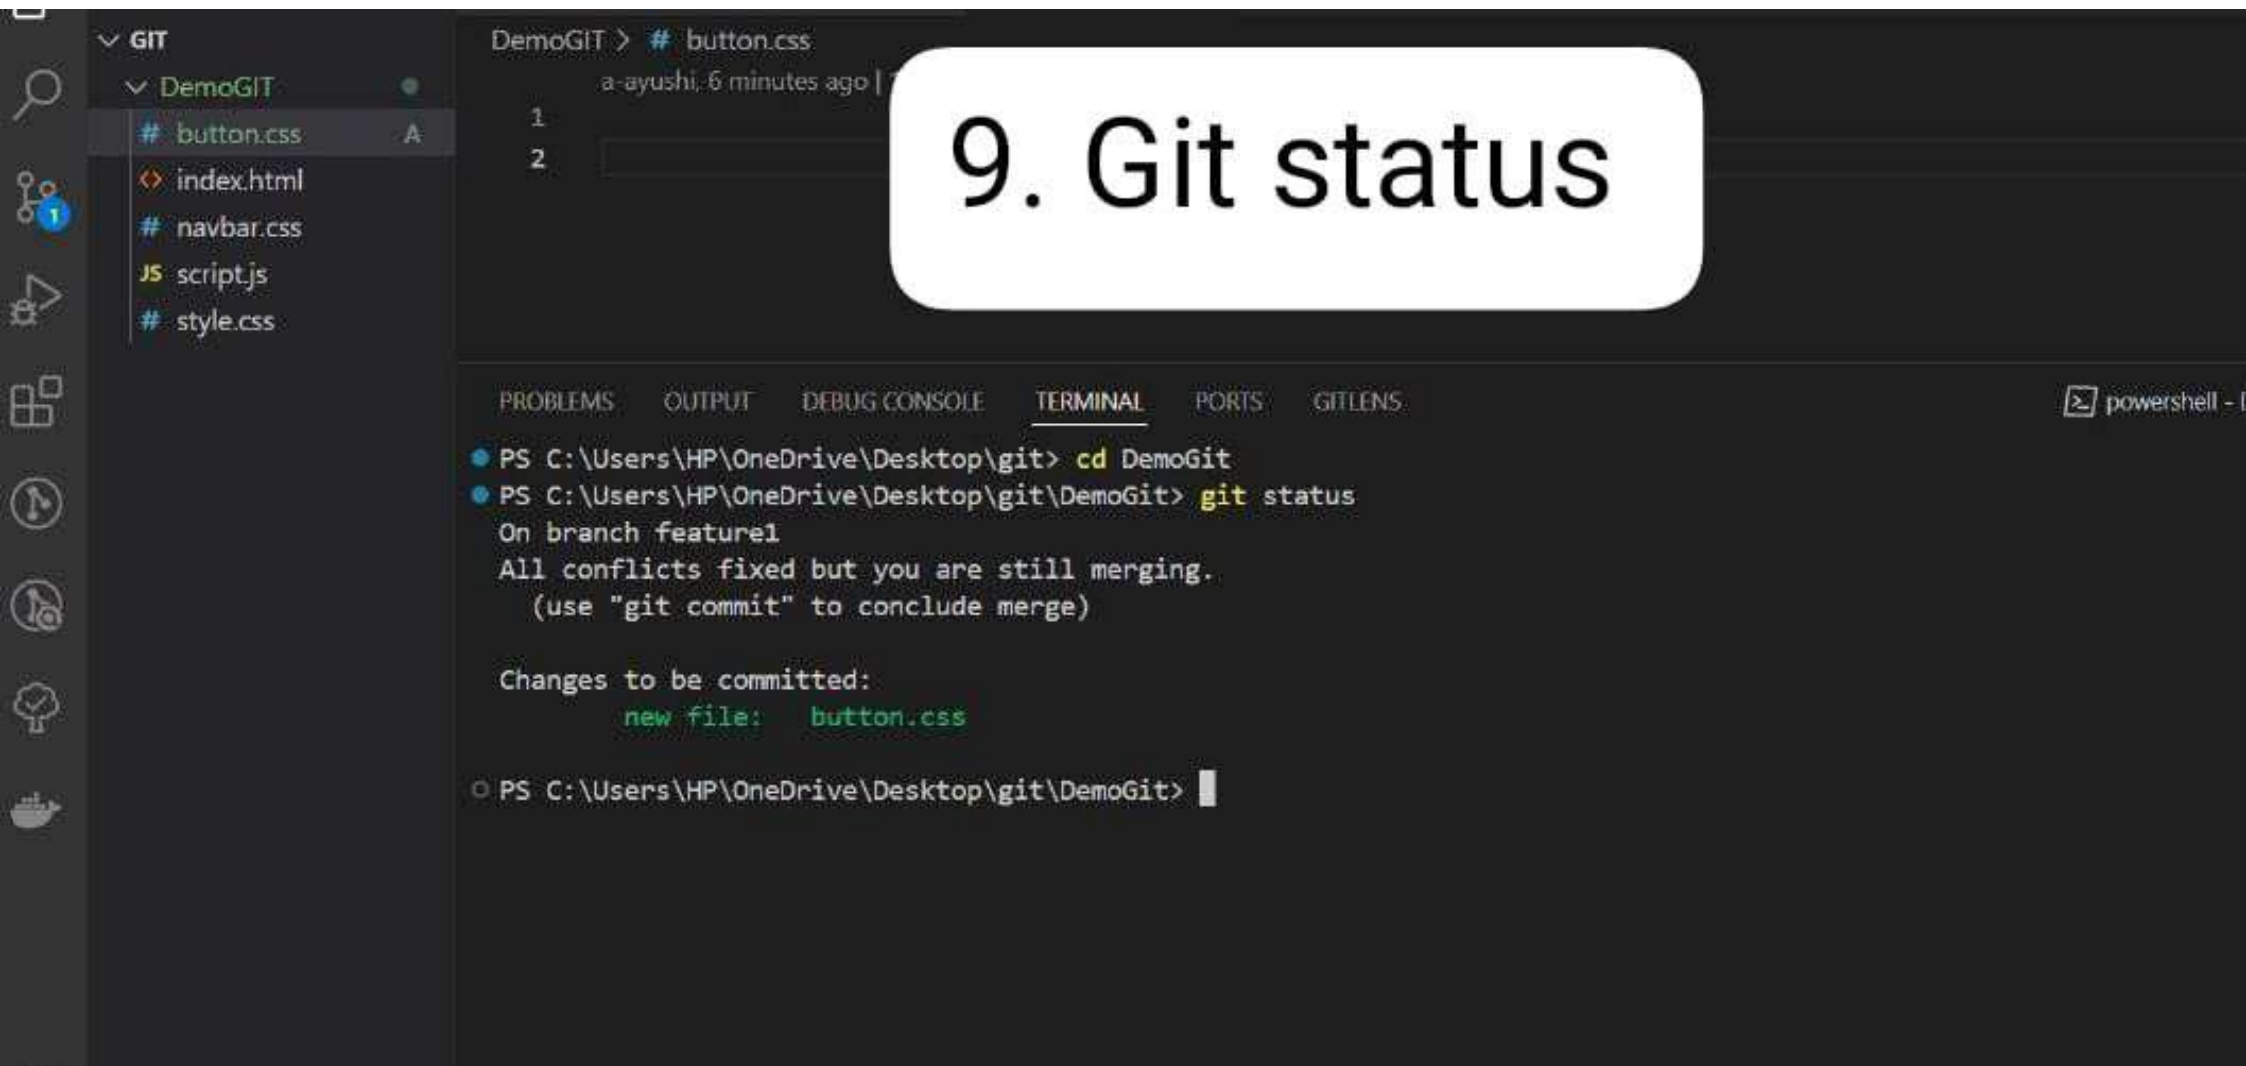 GIT
DemoGIT
# button.css A
index.html
# navbar.css
JS script.js
# style.css
1
DemoGIT > # button.css
a-ayushi, 6 minutes ago |
1
2
9. Git status
PROBLEMS OUTPUT DEBUG CONSOLE TERMINAL PORTS GITLENS
powershell -
PS C:\Users\HP\OneDrive\Desktop\git> cd DemoGit
PS C:\Users\HP\OneDrive\Desktop\git\DemoGit> git status
On branch feature1
All conflicts fixed but you are still merging.
(use "git commit" to conclude merge)
Changes to be committed:
new file: button.css
PS C:\Users\HP\OneDrive\Desktop\git\DemoGit>